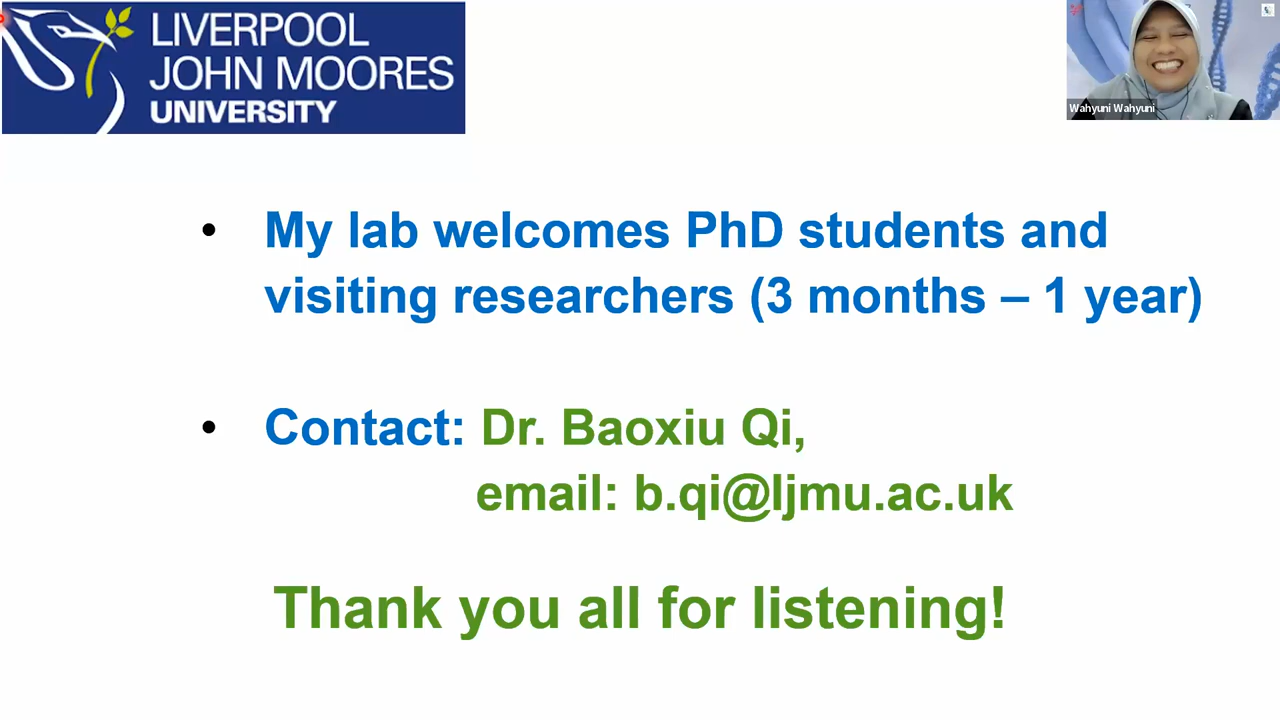 LIVERPOOL
JOHN MOORES
UNIVERSITY
Wahyuni Wahyuni
• My lab welcomes PhD students and
visiting researchers (3 months – 1 year)
• Contact: Dr. Baoxiu Qi,
email: b.qi@ljmu.ac.uk
Thank you all for listening!